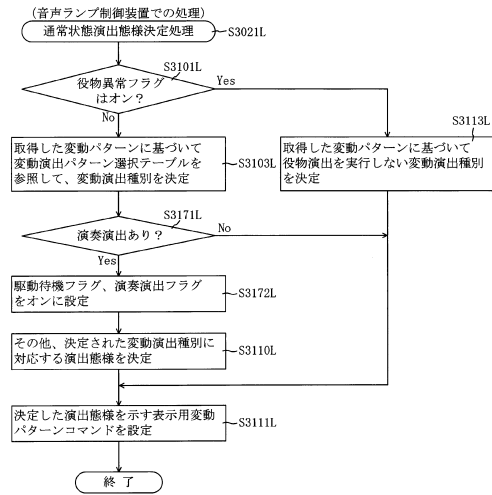 (音声ランプ制御装置での処理)
通常状態演出態様決定処理
S3021L
役物異常フラグ
はオン?
S3101L
Yes
No
取得した変動パターンに基づいて
変動演出パターン選択テーブルを
参照して、変動演出種別を決定
S3103L
取得した変動パターンに基づいて
役物演出を実行しない変動演出種別
を決定
S3113L
演奏演出あり?
S3171L
No
Yes
駆動待機フラグ、演奏演出フラグ
をオンに設定
S3172L
その他、決定された変動演出種別に
対応する演出態様を決定
S3110L
決定した演出態様を示す表示用変動
パターンコマンドを設定
S3111L
終了